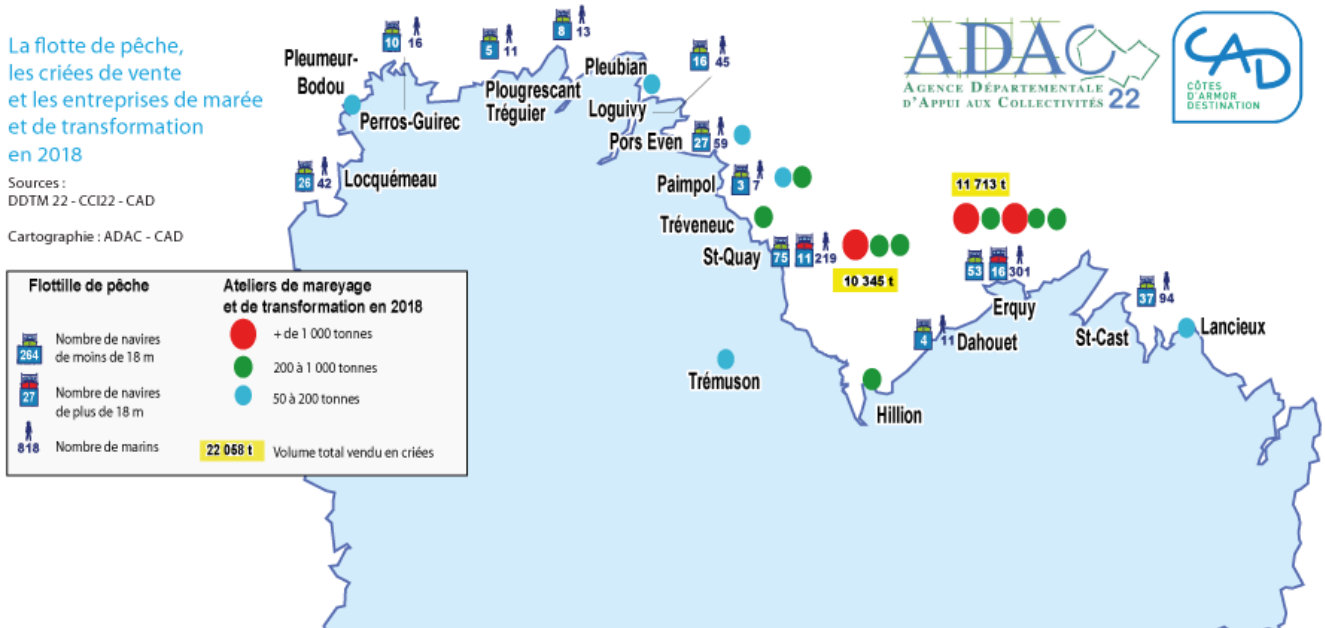 La flotte de pêche,
les criées de vente
et les entreprises de marée
et de transformation
en 2018
Sources :
DDTM 22 - CCI22 - CAD
Cartographie : ADAC - CAD
ADAC
AGENCE DÉPARTEMENTALE
D'APPUI AUX COLLECTIVITÉS 22
CAD
CÔTES
D'ARMOR
DESTINATION
10 16
5 11
8 13
16 45
Pleumeur-
Bodou
Perros-Guirec
Plougrescant
Tréguier
Pleubian
Loguivy
Pors Even
27 59
26 42
Locquémeau
Paimpol
3 7
Tréveneuc
St-Quay
75 11 219
10 345 t
11 713 t
53 16 301
Erquy
4 11
Dahouet
37 94
St-Cast
Lancieux
Trémuson
Hillion
Flottille de pêche
264
Nombre de navires
de moins de 18 m
27
Nombre de navires
de plus de 18 m
818
Nombre de marins
Ateliers de mareyage
et de transformation en 2018
+ de 1 000 tonnes
200 à 1 000 tonnes
50 à 200 tonnes
22 058 t
Volume total vendu en criées